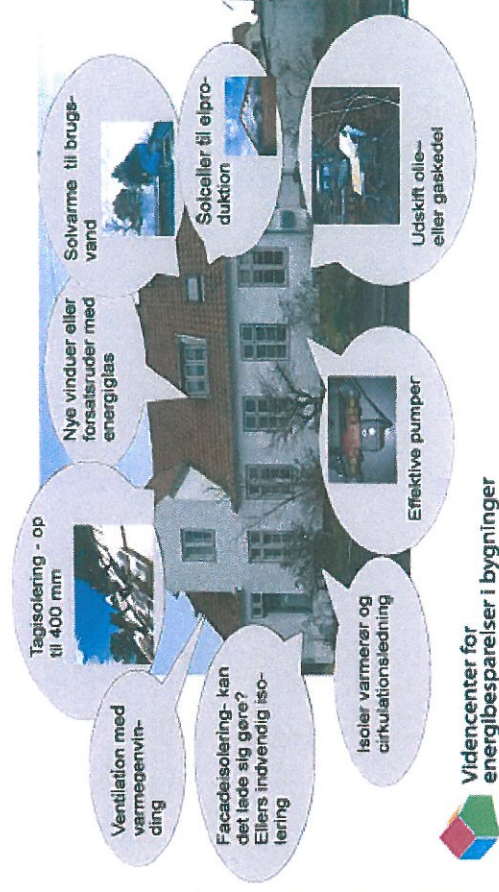 Tagisolering - op
til 400 mm
Nye vinduer eller
forsatsruder med
energiglas
Solvarme til brugs-
vand
Solceller til elpro-
duktion
Udskift olie-
eller gaskedel
Effektive pumper
Isoler varmerør og
cirkulationsledning
Facadeisolering- kan
det lade sig gøre?
Ellers indvendig iso-
lering
Ventilation med
varmegenvin-
ding
Videncenter for
energibesparelser i bygninger